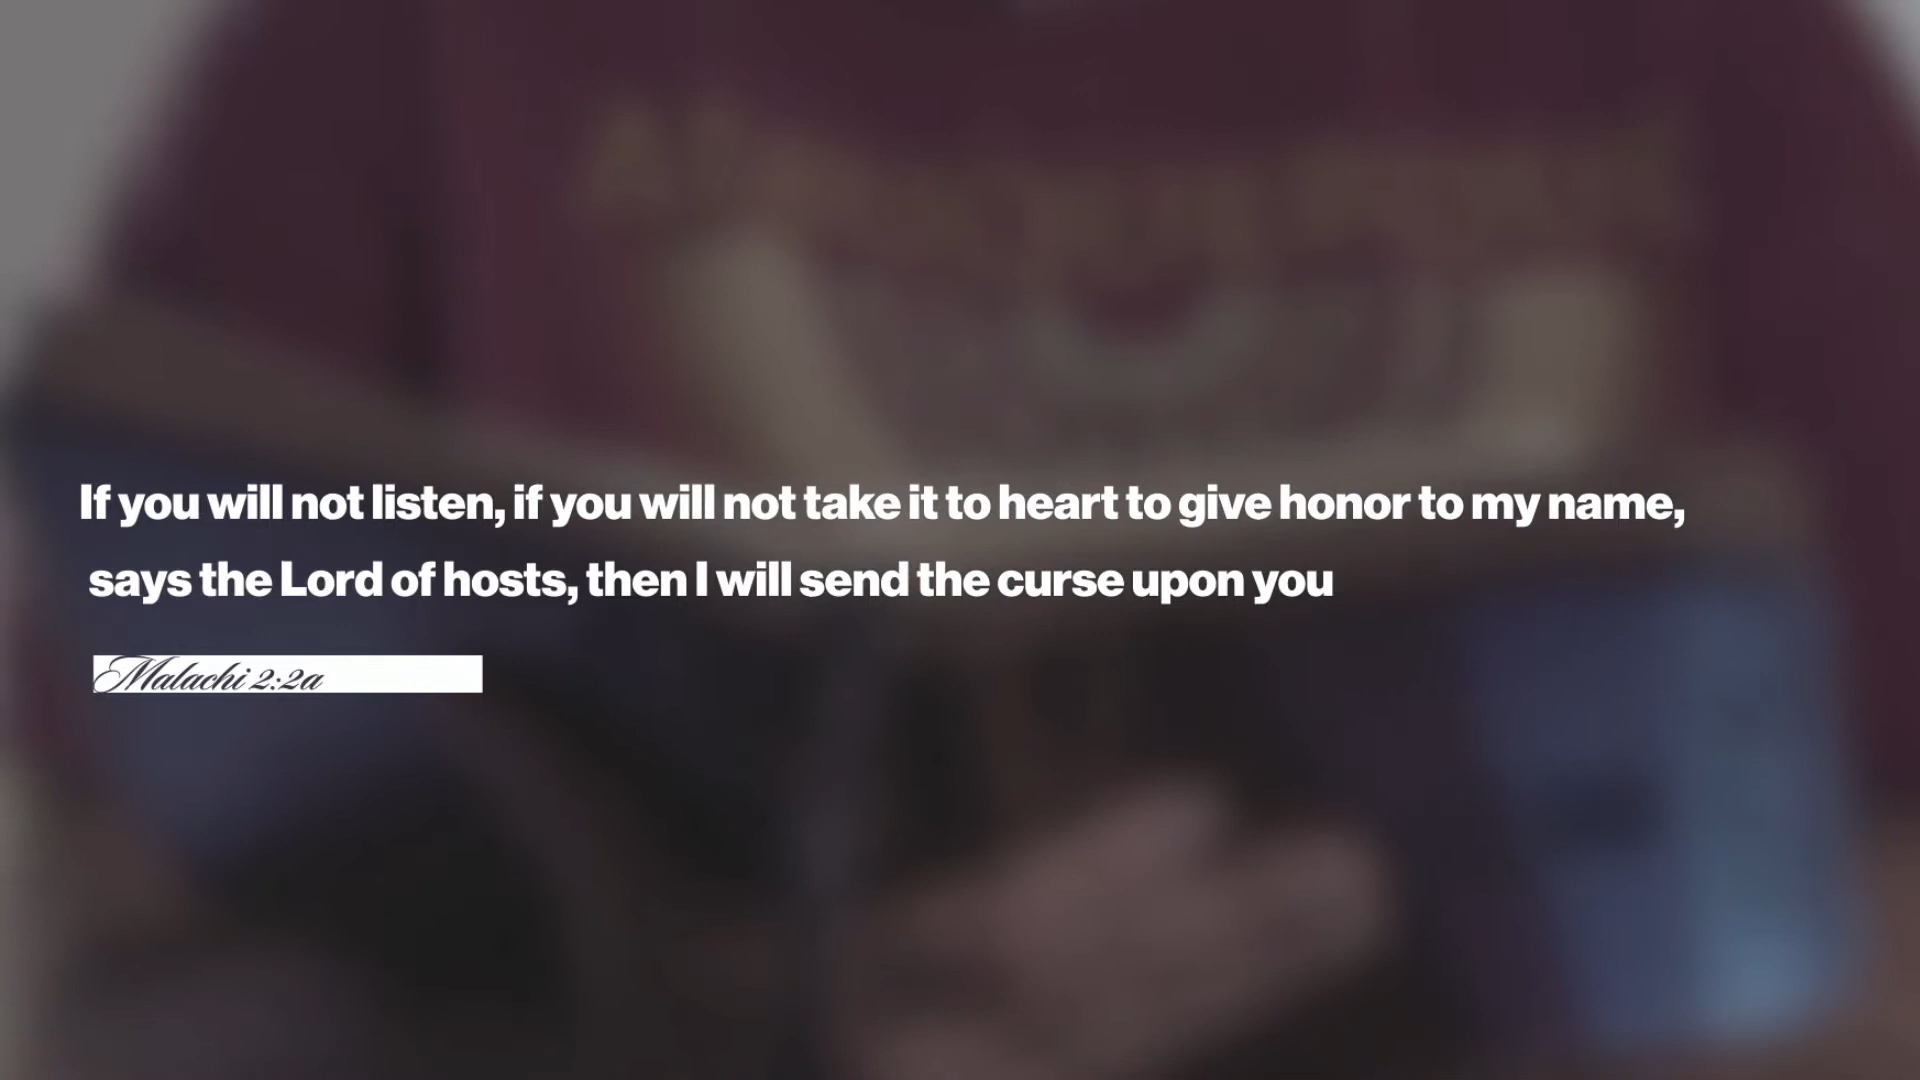 If you will not listen, if you will not take it to heart to give honor to my name,
says the Lord of hosts, then I will send the curse upon you
Malachi 2:2a